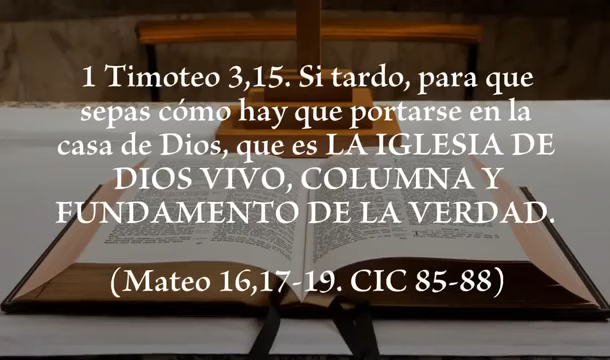 1 Timoteo 3,15. Si tardo, para que
sepas cómo hay que portarse en la
casa de Dios, que es LA IGLESIA DE
DIOS VIVO, COLUMNA Y
FUNDAMENTO DE LA VERDAD.
(Mateo 16,17-19. CIC 85-88)